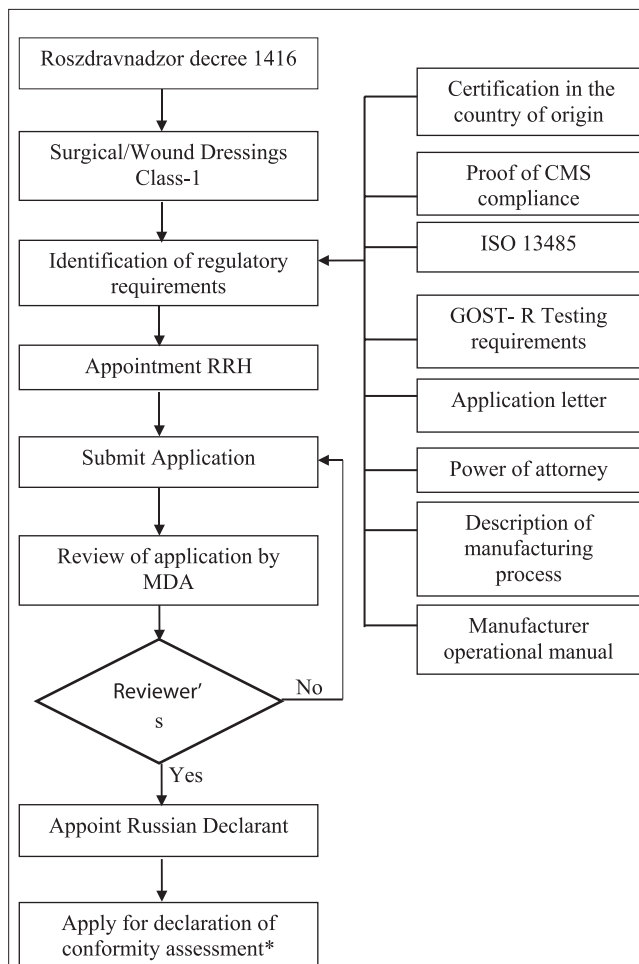 Roszdravnadzor decree 1416
Surgical/Wound Dressings
Class-1
Identification of regulatory
requirements
Appointment RRH
Submit Application
Review of application by
MDA
Reviewer’
s
No
Yes
Appoint Russian Declarant
Apply for declaration of
conformity assessment*
Certification in the
country of origin
Proof of CMS
compliance
ISO 13485
GOST- R Testing
requirements
Application letter
Power of attorney
Description of
manufacturing
process
Manufacturer
operational manual